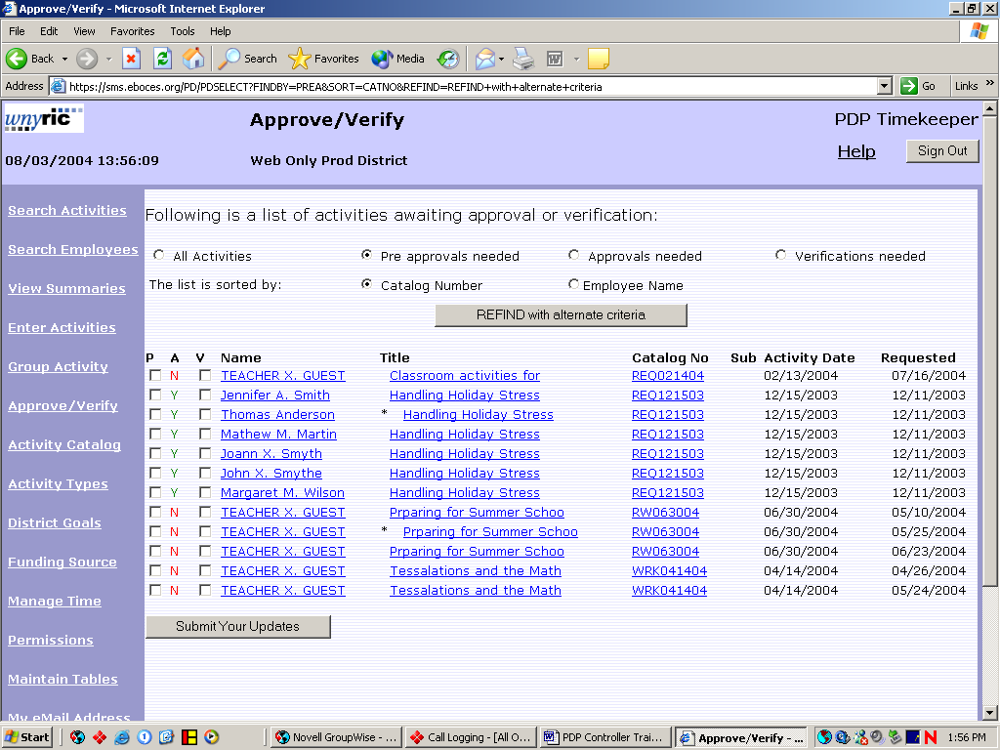 Approve/Verify - Microsoft Internet Explorer
File Edit View Favorites Tools Help
Back Search Favorites Media
Address https://sms.eboces.org/PD/PDSELECT?FINDBY=PREA&SORT=CATNO&REFIND=REFIND+with+alternate+criteria Go Links »
wnyric Approve/Verify PDP Timekeeper
Help Sign Out
08/03/2004 13:56:09 Web Only Prod District
Search Activities
Search Employees
View Summaries
Enter Activities
Group Activity
Approve/Verify
Activity Catalog
Activity Types
District Goals
Funding Source
Manage Time
Permissions
Maintain Tables
My eMail Address
Following is a list of activities awaiting approval or verification:
All Activities Pre approvals needed Approvals needed Verifications needed
The list is sorted by: Catalog Number Employee Name
REFIND with alternate criteria
P A V Name Title Catalog No Sub Activity Date Requested
N TEACHER X. GUEST Classroom activities for REQ021404 02/13/2004 07/16/2004
Y Jennifer A. Smith Handling Holiday Stress REQ121503 12/15/2003 12/11/2003
Y Thomas Anderson * Handling Holiday Stress REQ121503 12/15/2003 12/11/2003
Y Mathew M. Martin Handling Holiday Stress REQ121503 12/15/2003 12/11/2003
Y Joann X. Smyth Handling Holiday Stress REQ121503 12/15/2003 12/11/2003
Y John X. Smythe Handling Holiday Stress REQ121503 12/15/2003 12/11/2003
Y Margaret M. Wilson Handling Holiday Stress REQ121503 12/15/2003 12/11/2003
N TEACHER X. GUEST Prparing for Summer Schoo RW063004 06/30/2004 05/10/2004
N TEACHER X. GUEST * Prparing for Summer Schoo RW063004 06/30/2004 05/25/2004
N TEACHER X. GUEST Prparing for Summer Schoo RW063004 06/30/2004 06/23/2004
N TEACHER X. GUEST Tessalations and the Math WRK041404 04/14/2004 04/26/2004
N TEACHER X. GUEST Tessalations and the Math WRK041404 04/14/2004 05/24/2004
Submit Your Updates
Start Novell GroupWise - ... Call Logging - [All O... PDP Controller Trai... Approve/Verify - ... 1:56 PM